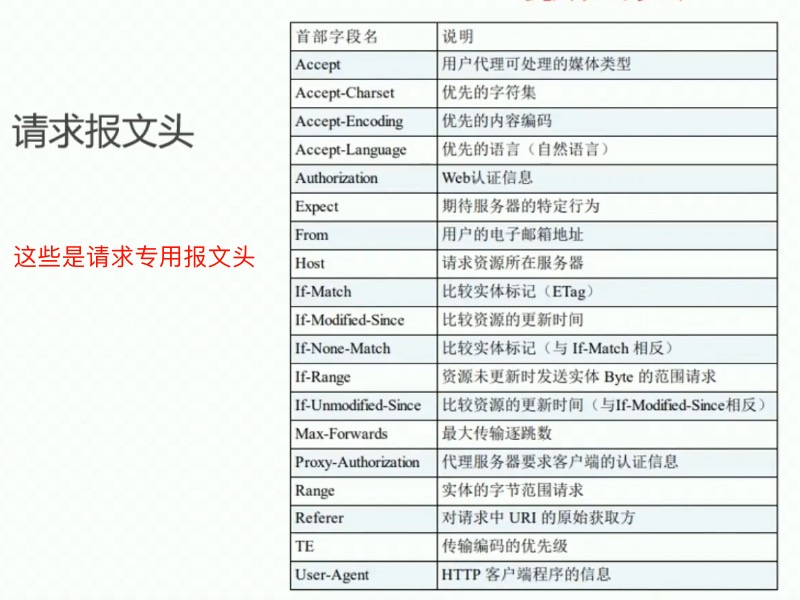 请求报文头
这些是请求专用报文头
首部字段名 说明
Accept 用户代理可处理的媒体类型
Accept-Charset 优先的字符集
Accept-Encoding 优先的内容编码
Accept-Language 优先的语言（自然语言）
Authorization Web认证信息
Expect 期待服务器的特定行为
From 用户的电子邮箱地址
Host 请求资源所在服务器
If-Match 比较实体标记（ETag）
If-Modified-Since 比较资源的更新时间
If-None-Match 比较实体标记（与 If-Match 相反）
If-Range 资源未更新时发送实体 Byte 的范围请求
If-Unmodified-Since 比较资源的更新时间（与If-Modified-Since相反）
Max-Forwards 最大传输逐跳数
Proxy-Authorization 代理服务器要求客户端的认证信息
Range 实体的字节范围请求
Referer 对请求中 URI 的原始获取方
TE 传输编码的优先级
User-Agent HTTP 客户端程序的信息